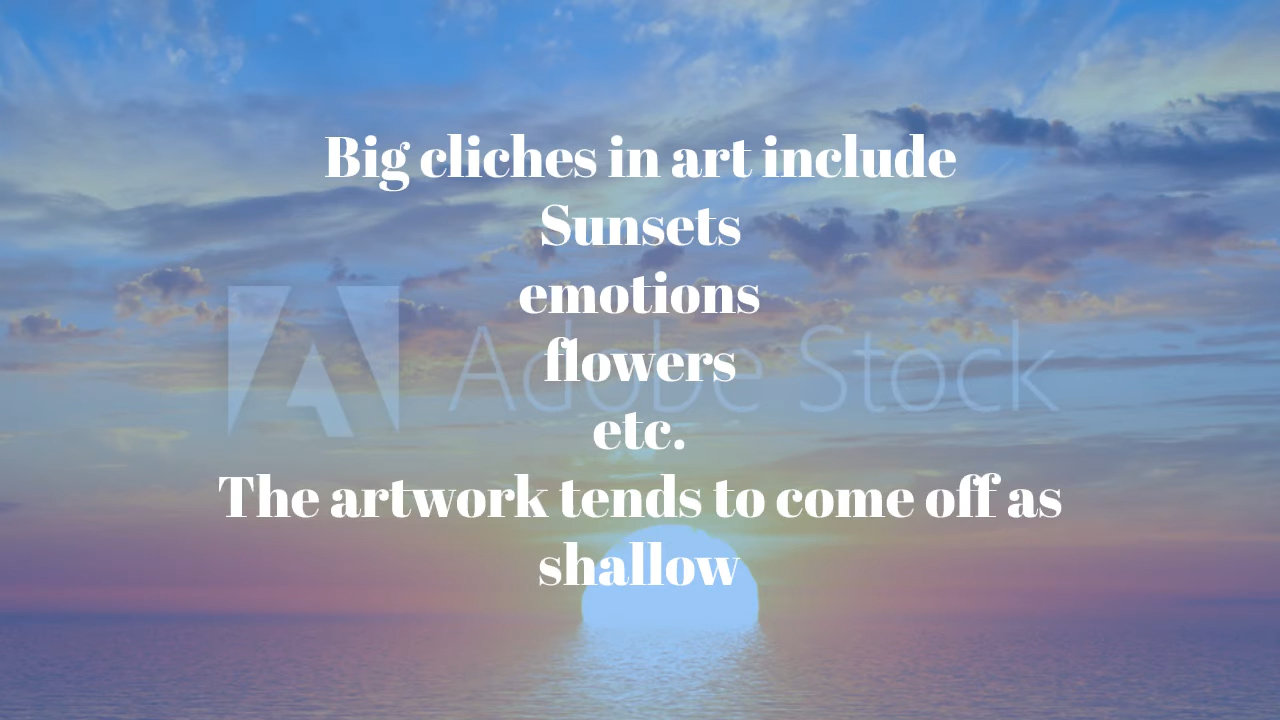 Big cliches in art include
Sunsets
emotions
flowers
etc.
The artwork tends to come off as
shallow
Adobe Stock